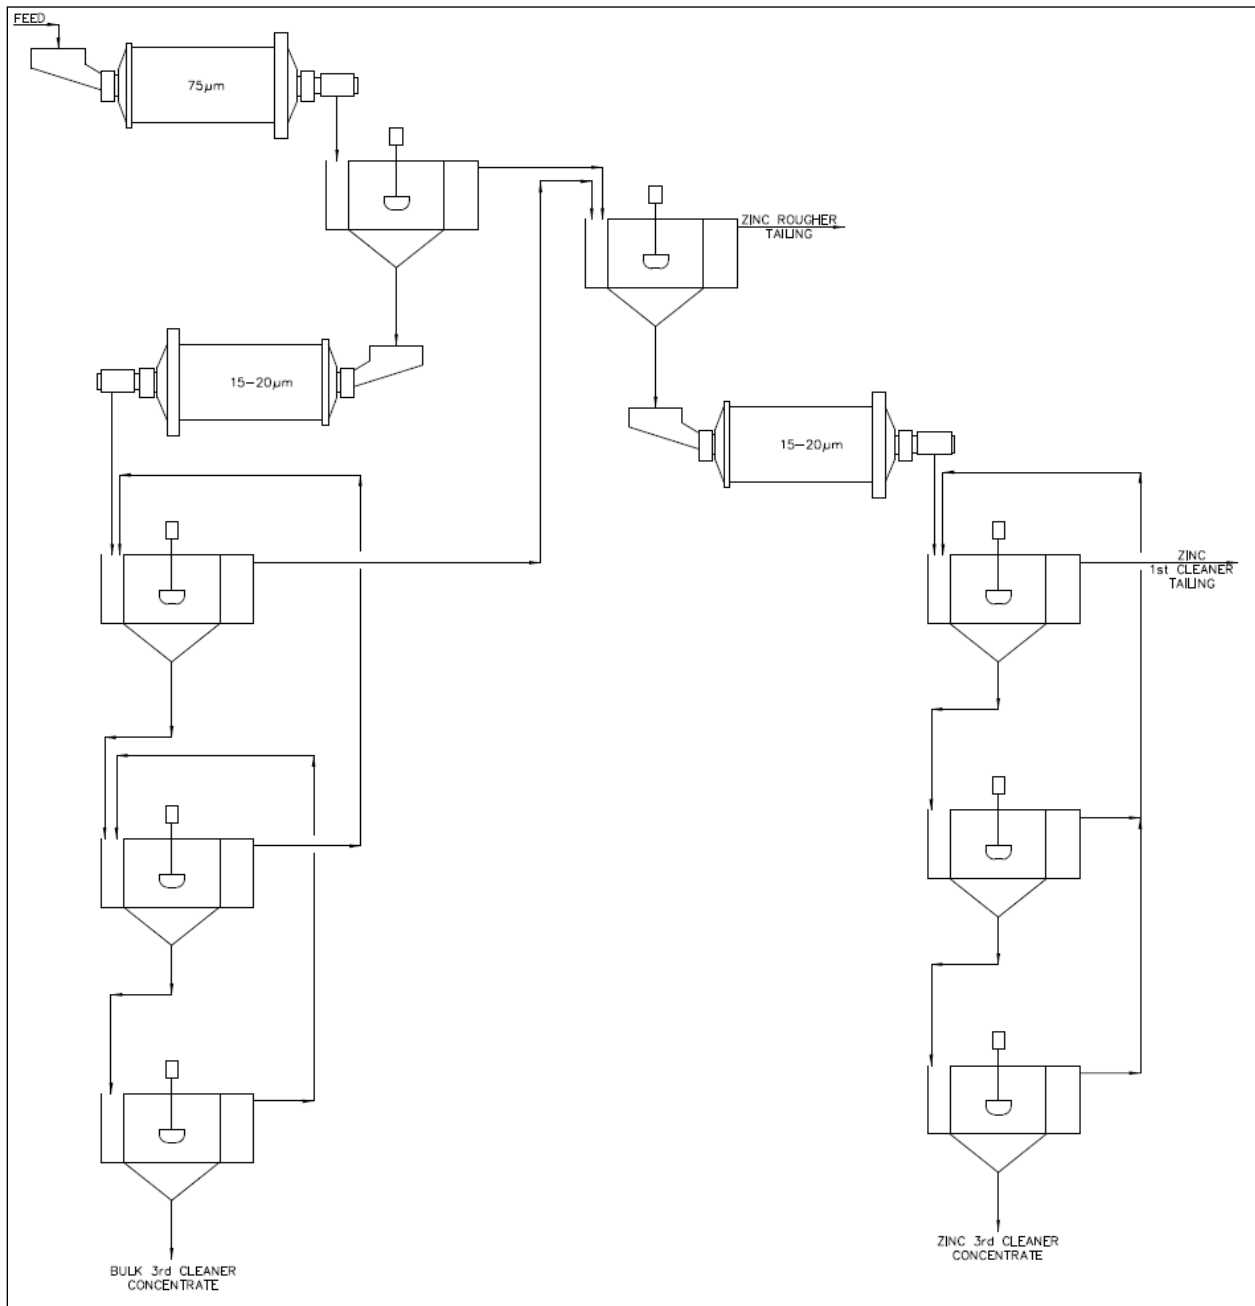 FEED
75µm
ZINC ROUGHER
TAILING
15-20µm
15-20µm
ZINC
1st CLEANER
TAILING
ZINC 3rd CLEANER
CONCENTRATE
BULK 3rd CLEANER
CONCENTRATE